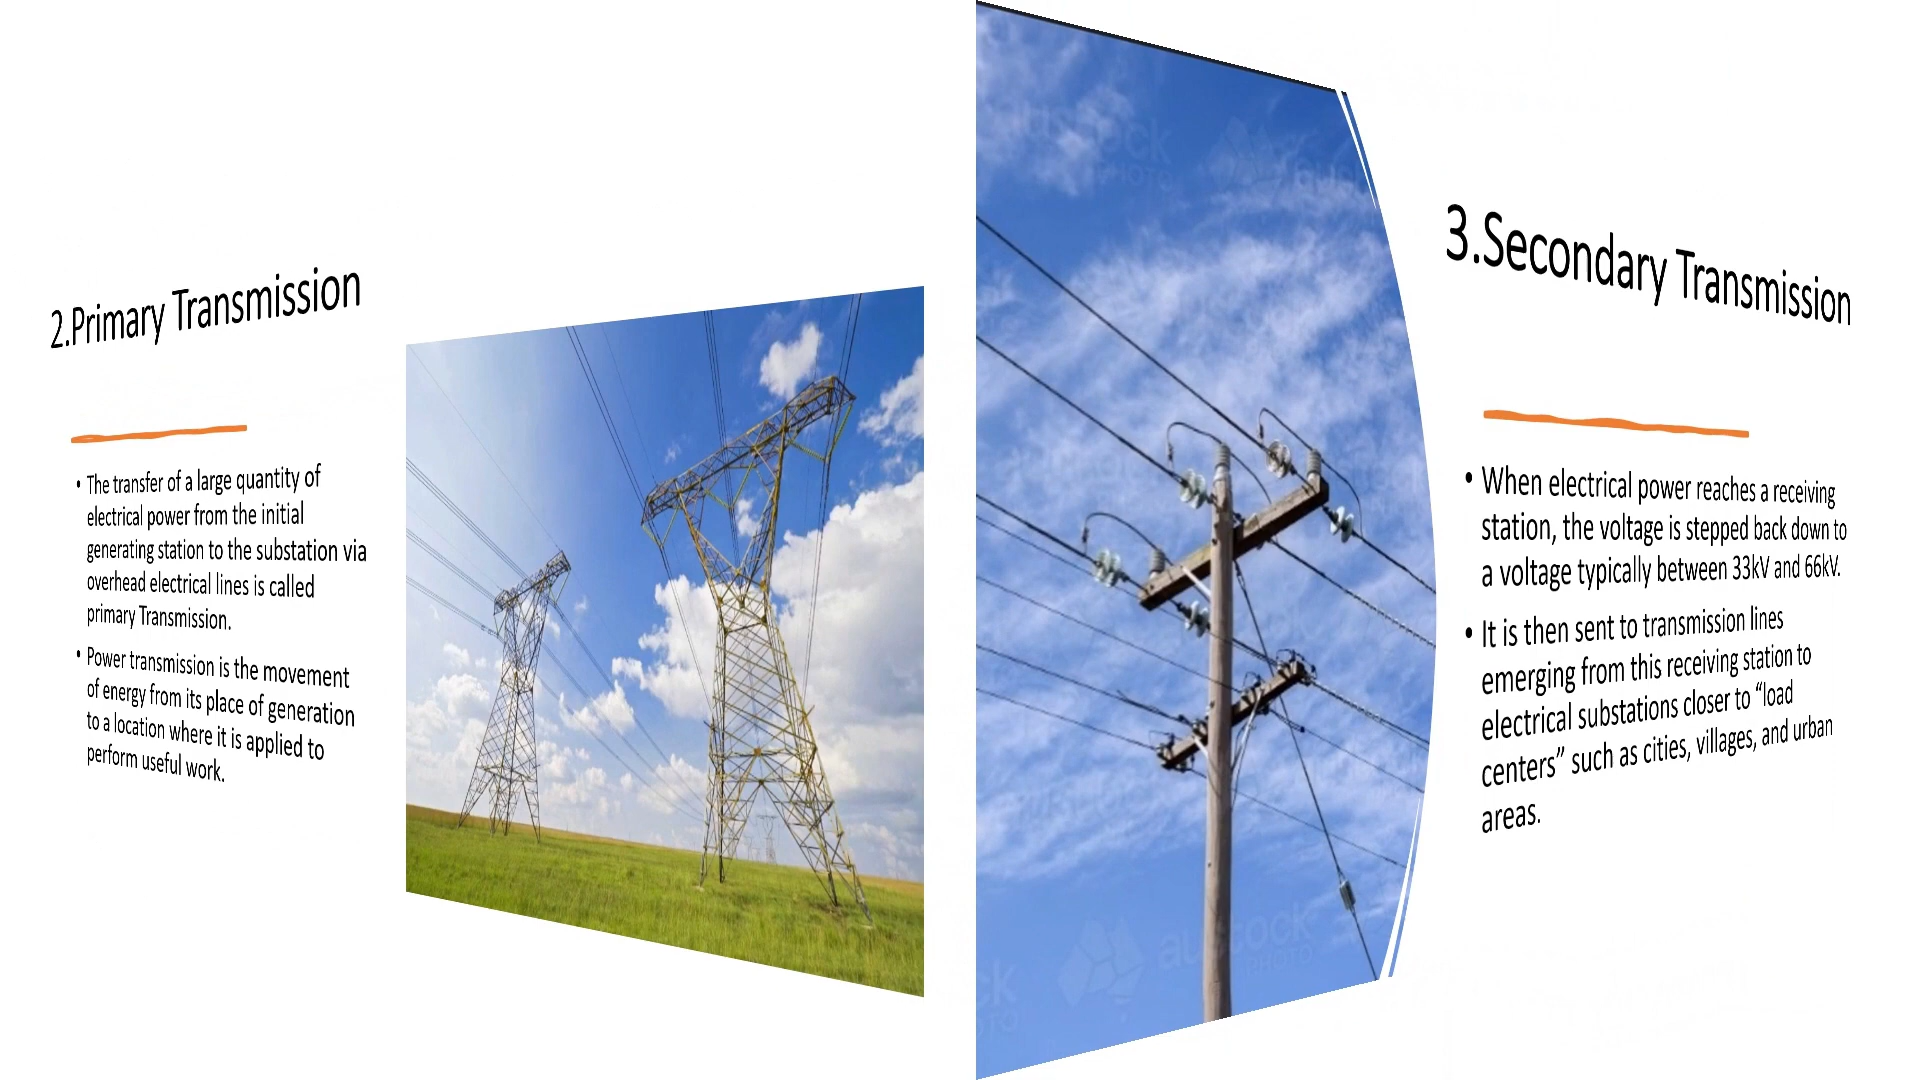 2.Primary Transmission
• The transfer of a large quantity of
electrical power from the initial
generating station to the substation via
overhead electrical lines is called
primary Transmission.
• Power transmission is the movement
of energy from its place of generation
to a location where it is applied to
perform useful work.
3.Secondary Transmission
• When electrical power reaches a receiving
station, the voltage is stepped back down to
a voltage typically between 33kV and 66kV.
• It is then sent to transmission lines
emerging from this receiving station to
electrical substations closer to “load
centers” such as cities, villages, and urban
areas.